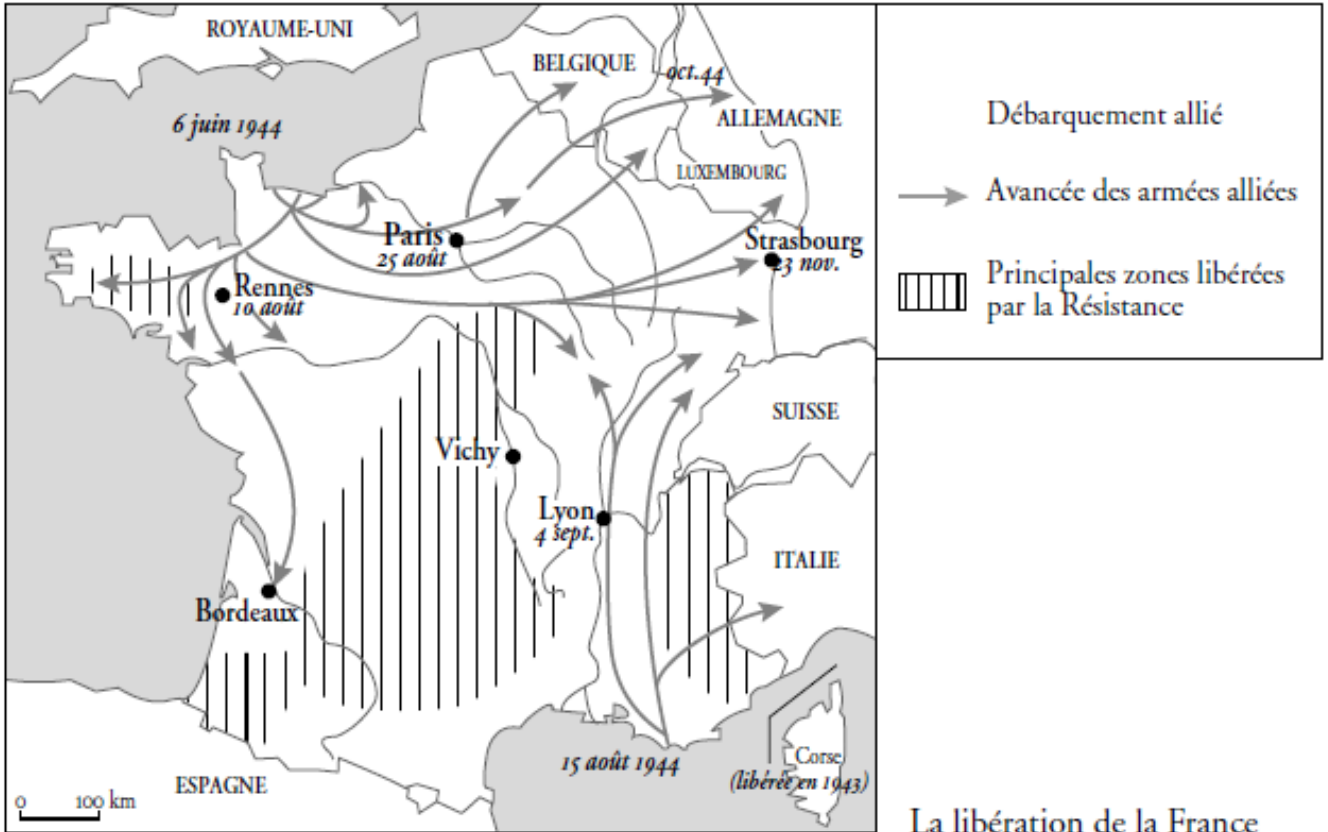 ROYAUME-UNI
BELGIQUE
oct.44
ALLEMAGNE
6 juin 1944
LUXEMBOURG
Paris
25 août
Strasbourg
23 nov.
Rennes
10 août
SUISSE
Vichy
Lyon
4 sept.
ITALIE
Bordeaux
15 août 1944
Corse
(libérée en 1943)
ESPAGNE
0 100 km
Débarquement allié
Avancée des armées alliées
Principales zones libérées
par la Résistance
La libération de la France